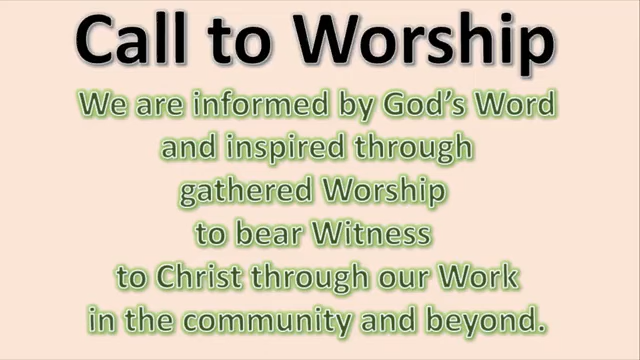 Call to Worship
We are informed by God's Word
and inspired through
gathered Worship
to bear Witness
to Christ through our Work
in the community and beyond.